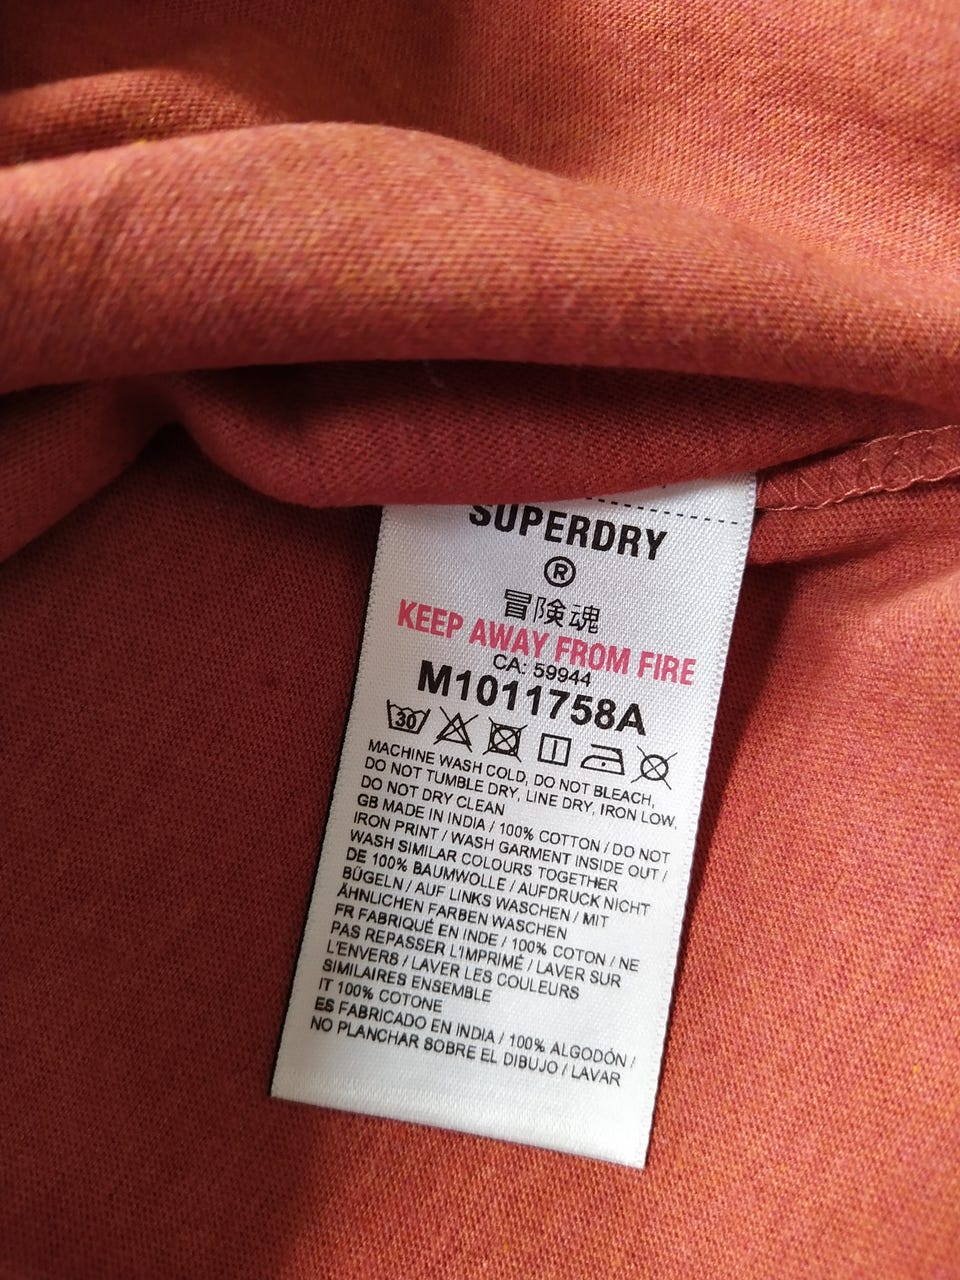 SUPERDRY
®
冒険魂
KEEP AWAY FROM FIRE
CA: 59944
M1011758A
30
MACHINE WASH COLD, DO NOT BLEACH,
DO NOT TUMBLE DRY, LINE DRY, IRON LOW,
DO NOT DRY CLEAN
GB MADE IN INDIA / 100% COTTON / DO NOT
IRON PRINT / WASH GARMENT INSIDE OUT /
WASH SIMILAR COLOURS TOGETHER
DE 100% BAUMWOLLE / AUFDRUCK NICHT
BÜGELN / AUF LINKS WASCHEN / MIT
ÄHNLICHEN FARBEN WASCHEN
FR FABRIQUÉ EN INDE / 100% COTON / NE
PAS REPASSER L'IMPRIMÉ / LAVER SUR
L'ENVERS / LAVER LES COULEURS
SIMILAIRES ENSEMBLE
IT 100% COTONE
ES FABRICADO EN INDIA / 100% ALGODÓN /
NO PLANCHAR SOBRE EL DIBUJO / LAVAR